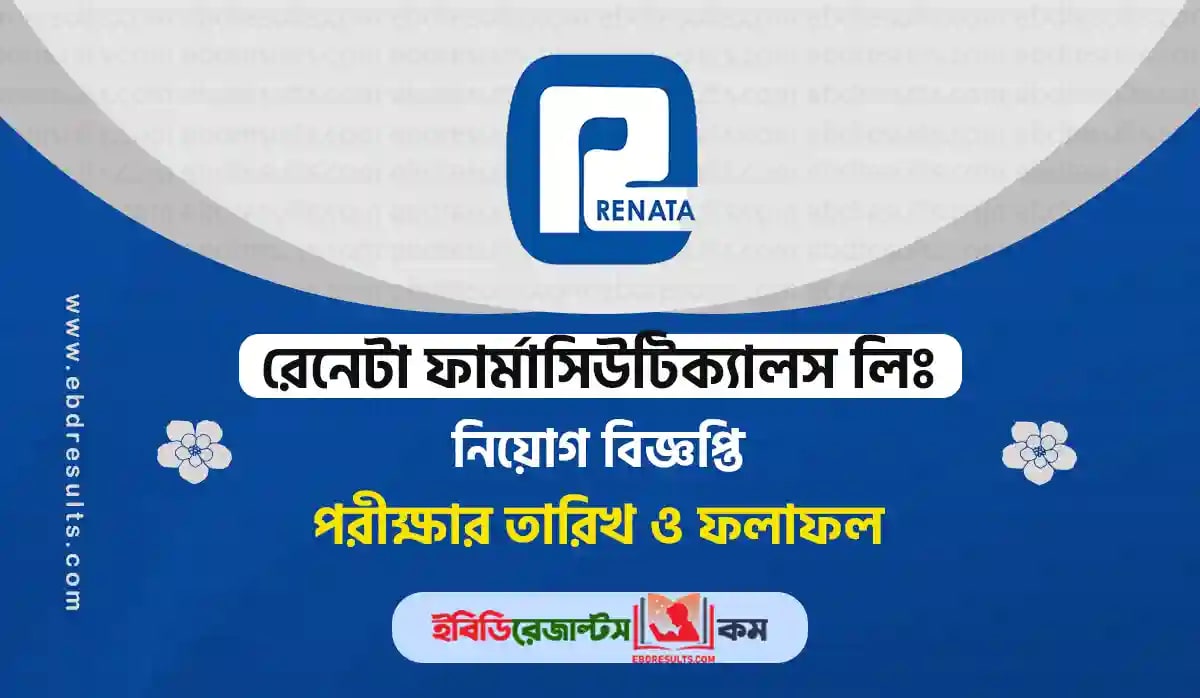 RENATA
রেনেটা ফার্মাসিউটিক্যালস লিঃ
নিয়োগ বিজ্ঞপ্তি
পরীক্ষার তারিখ ও ফলাফল
www.ebdresults.com
ইবিডিরেজাল্টস কম
EBDRESULTS.COM